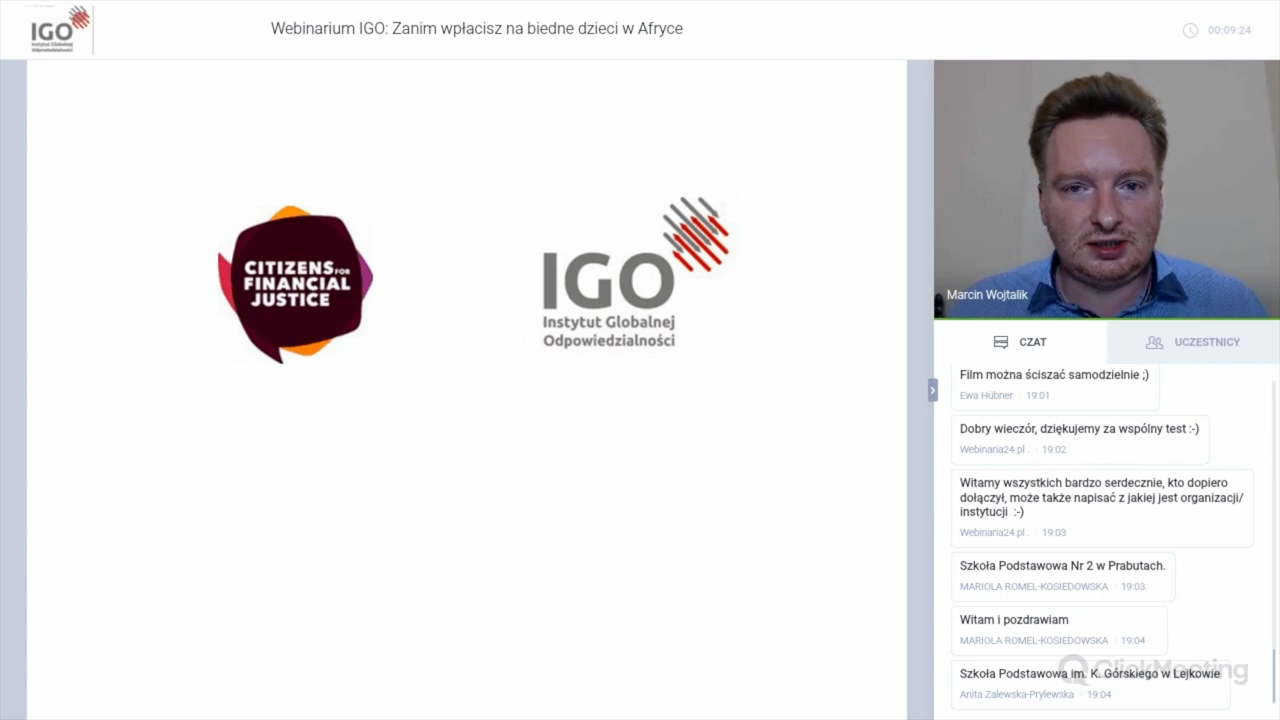 IGO
Instytut Globalnej
Odpowiedzialności
Webinarium IGO: Zanim wpłacisz na biedne dzieci w Afryce
00:09:24
CITIZENS FOR
FINANCIAL
JUSTICE
IGO
Instytut Globalnej
Odpowiedzialności
Marcin Wojtalik
CZAT
UCZESTNICY
Film można ściszać samodzielnie ;)
Ewa Hübner · 19:01
Dobry wieczór, dziękujemy za wspólny test :-)
Webinaria24.pl . · 19:02
Witamy wszystkich bardzo serdecznie, kto dopiero
dołączył, może także napisać z jakiej jest organizacji/
instytucji :-)
Webinaria24.pl . · 19:03
Szkoła Podstawowa Nr 2 w Prabutach.
MARIOLA ROMEL-KOSIEDOWSKA · 19:03
Witam i pozdrawiam
MARIOLA ROMEL-KOSIEDOWSKA · 19:04
Szkoła Podstawowa im. K. Górskiego w Lejkowie
Anita Zalewska-Prylewska · 19:04
ClickMeeting